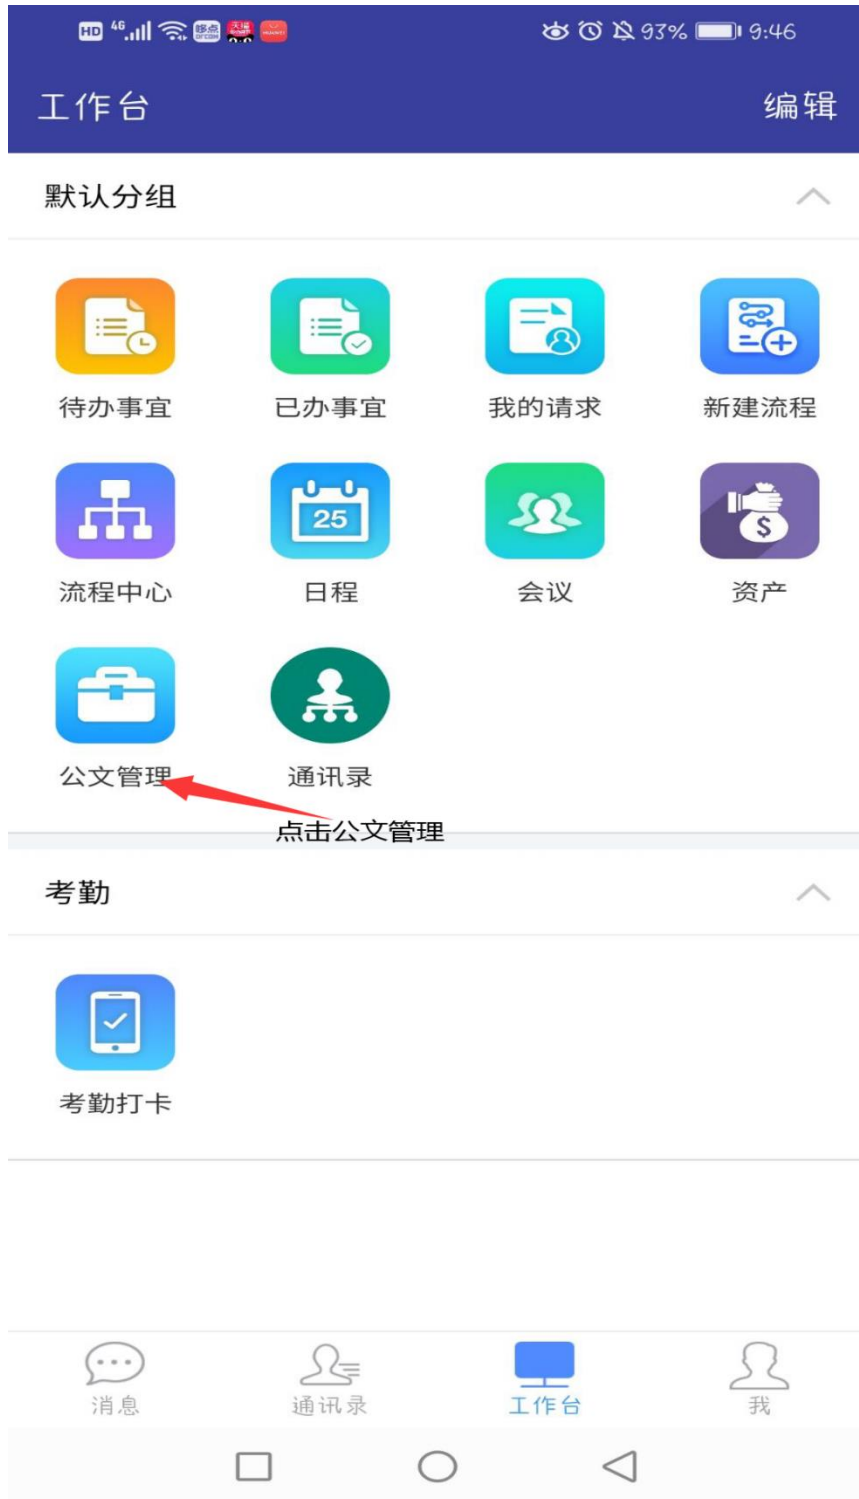 HD 4G 93% 9:46
工作台 编辑
默认分组
待办事宜 已办事宜 我的请求 新建流程
25
$
流程中心 日程 会议 资产
公文管理 通讯录
点击公文管理
考勤
考勤打卡
消息 通讯录 工作台 我